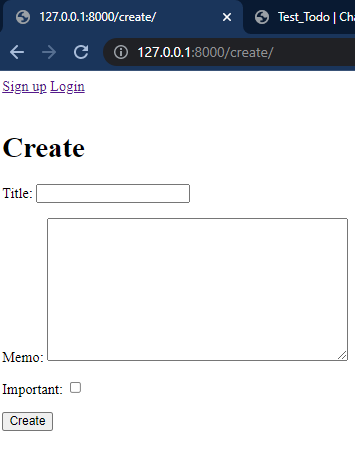 127.0.0.1:8000/create/
Test_Todo | Cha
127.0.0.1:8000/create/
Sign up Login
Create
Title:
Memo:
Important:
Create